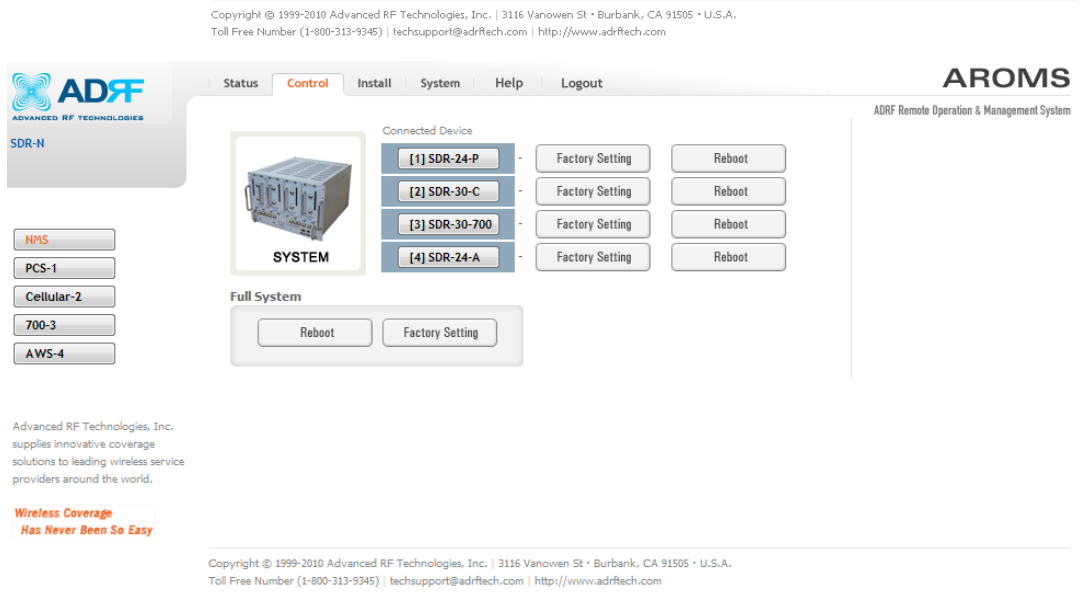 Copyright @ 1999-2010 Advanced RF Technologies, Inc. | 3116 Vanowen St • Burbank, CA 91505 • U.S.A.
Toll Free Number (1-800-313-9345) | techsupport@adrftech.com | http://www.adrftech.com
ADRF
ADVANCED RF TECHNOLOGIES
Status Control Install System Help Logout
AROMS
ADRF Remote Operation & Management System
SDR-N
Connected Device
[1] SDR-24-P - Factory Setting Reboot
[2] SDR-30-C - Factory Setting Reboot
[3] SDR-30-700 - Factory Setting Reboot
[4] SDR-24-A - Factory Setting Reboot
SYSTEM
NMS
PCS-1
Cellular-2
700-3
AWS-4
Full System
Reboot Factory Setting
Advanced RF Technologies, Inc.
supplies innovative coverage
solutions to leading wireless service
providers around the world.
Wireless Coverage
Has Never Been So Easy
Copyright © 1999-2010 Advanced RF Technologies, Inc. | 3116 Vanowen St • Burbank, CA 91505 • U.S.A.
Toll Free Number (1-800-313-9345) | techsupport@adrftech.com | http://www.adrftech.com